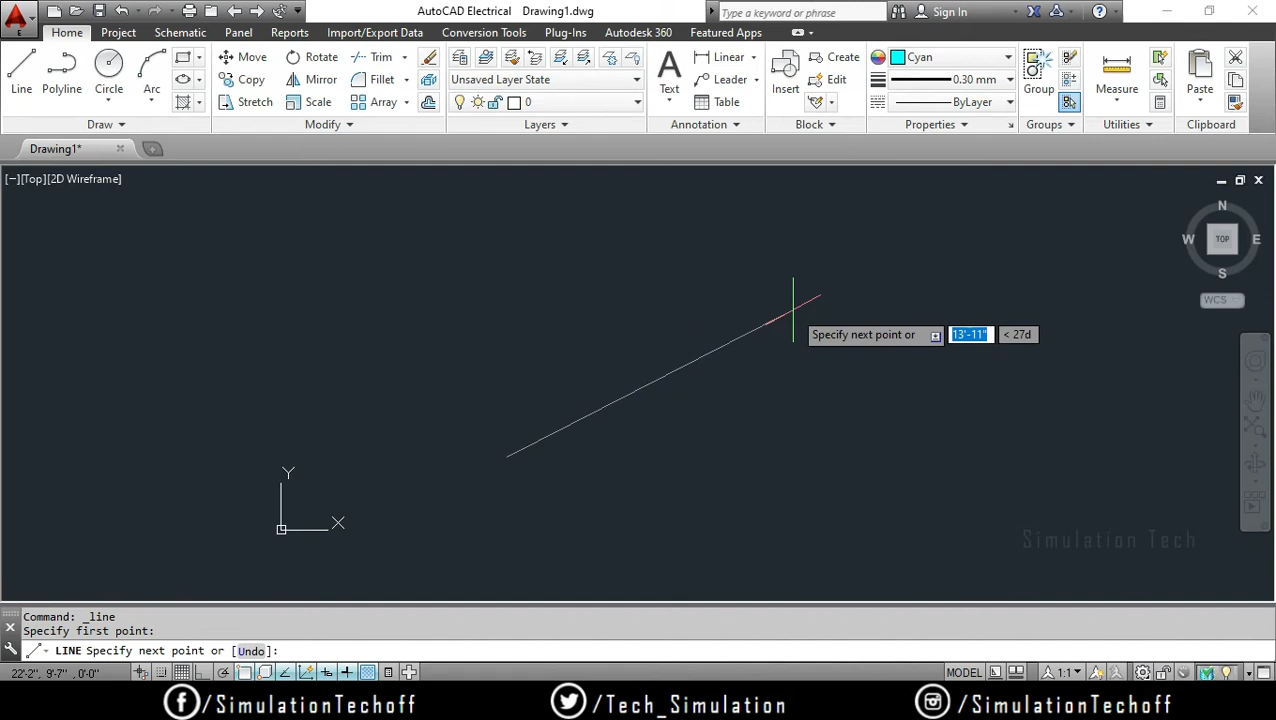 AutoCAD Electrical Drawing1.dwg
Type a keyword or phrase
Sign In
Home Project Schematic Panel Reports Import/Export Data Conversion Tools Plug-Ins Autodesk 360 Featured Apps
Line
Polyline
Circle
Arc
Draw
Move Rotate Trim
Copy Mirror Fillet
Stretch Scale Array
Modify
Unsaved Layer State
0
Layers
Text
Linear
Leader
Table
Annotation
Insert
Create
Edit
Block
Cyan
0.30 mm
ByLayer
Properties
Group
Groups
Measure
Utilities
Paste
Clipboard
Drawing1*
[−][Top][2D Wireframe]
N
W TOP E
S
WCS
Specify next point or 13'-11" < 27d
Y
X
Simulation Tech
Command: _line
Specify first point:
LINE Specify next point or [Undo]:
22'-2", 9'-7", 0'-0"
MODEL
1:1
/SimulationTechoff
/Tech_Simulation
/SimulationTechoff